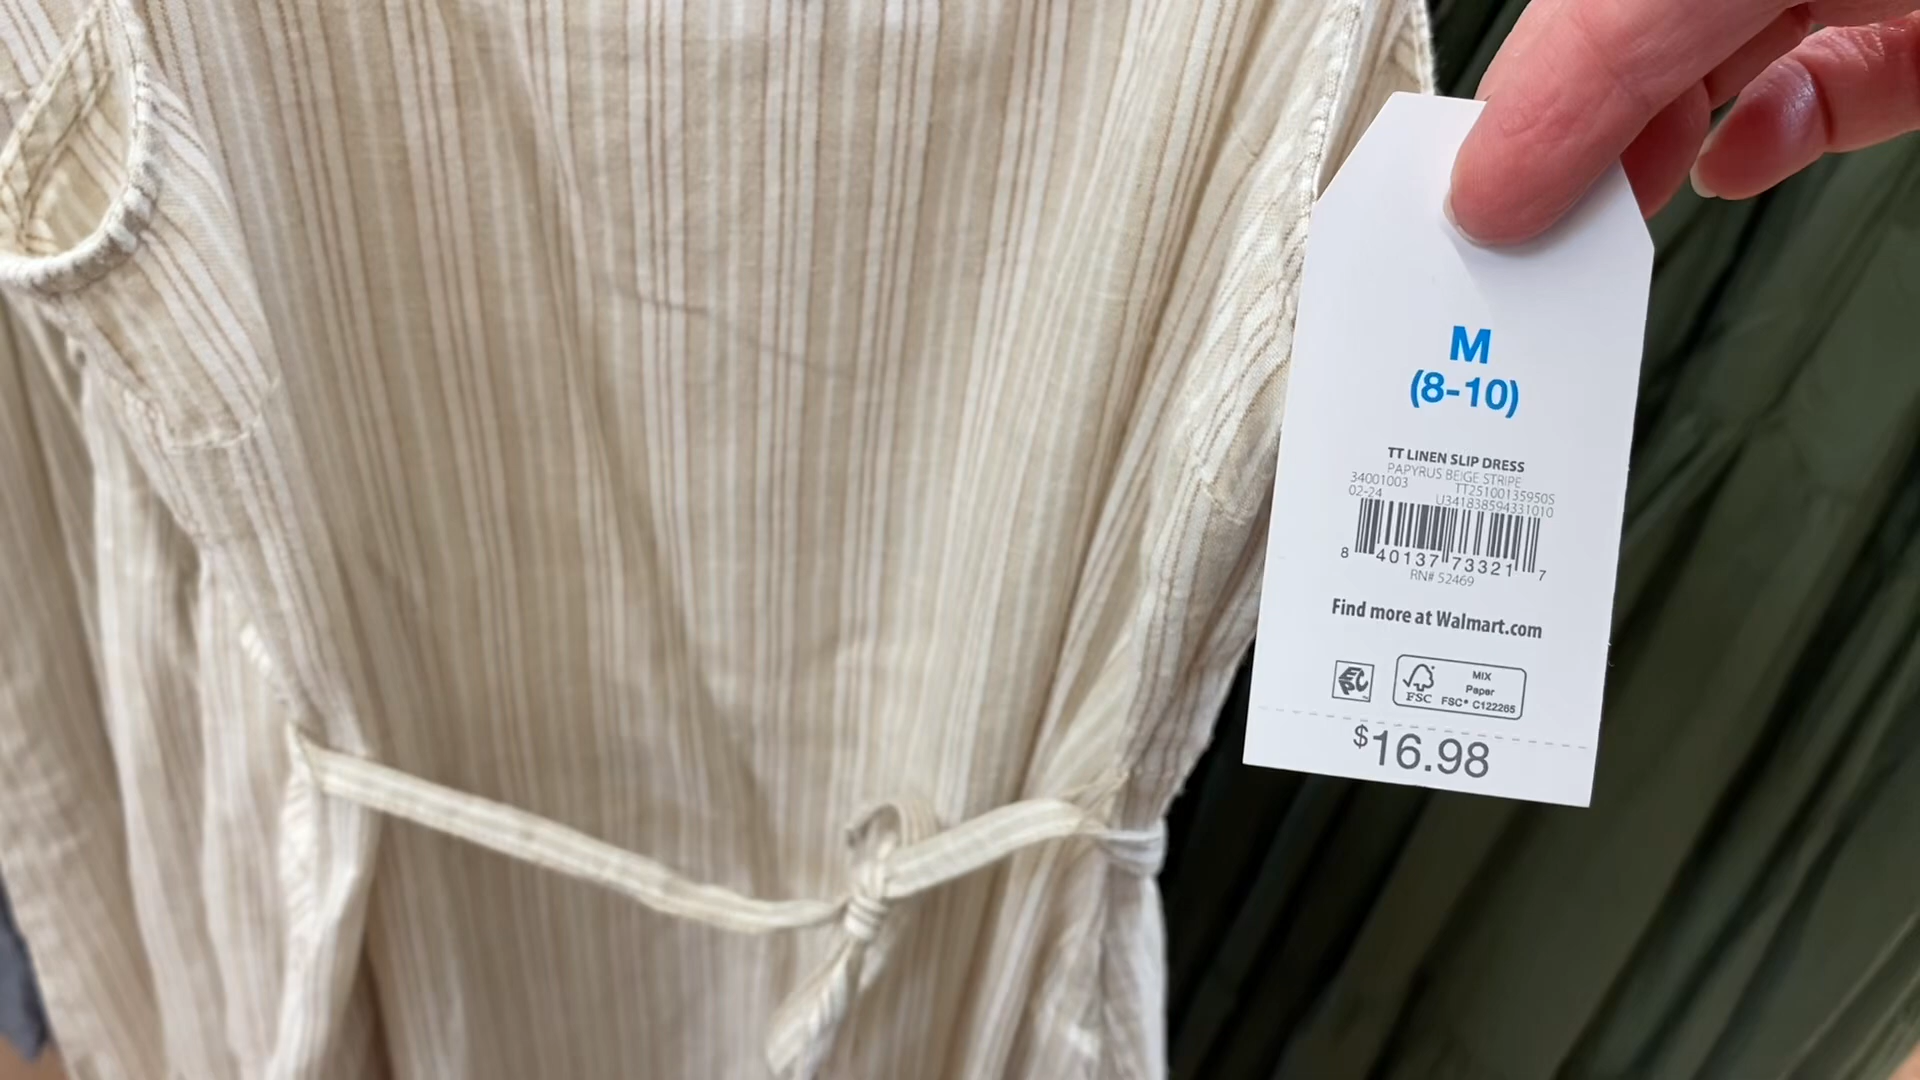 M
(8-10)
TT LINEN SLIP DRESS
PAPYRUS BEIGE STRIPE
34001003 TT25100135950S
02-24 U341838594331010
8 40137 73321 7
RN# 52469
Find more at Walmart.com
EPC
FSC
MIX
Paper
FSC® C122265
$16.98